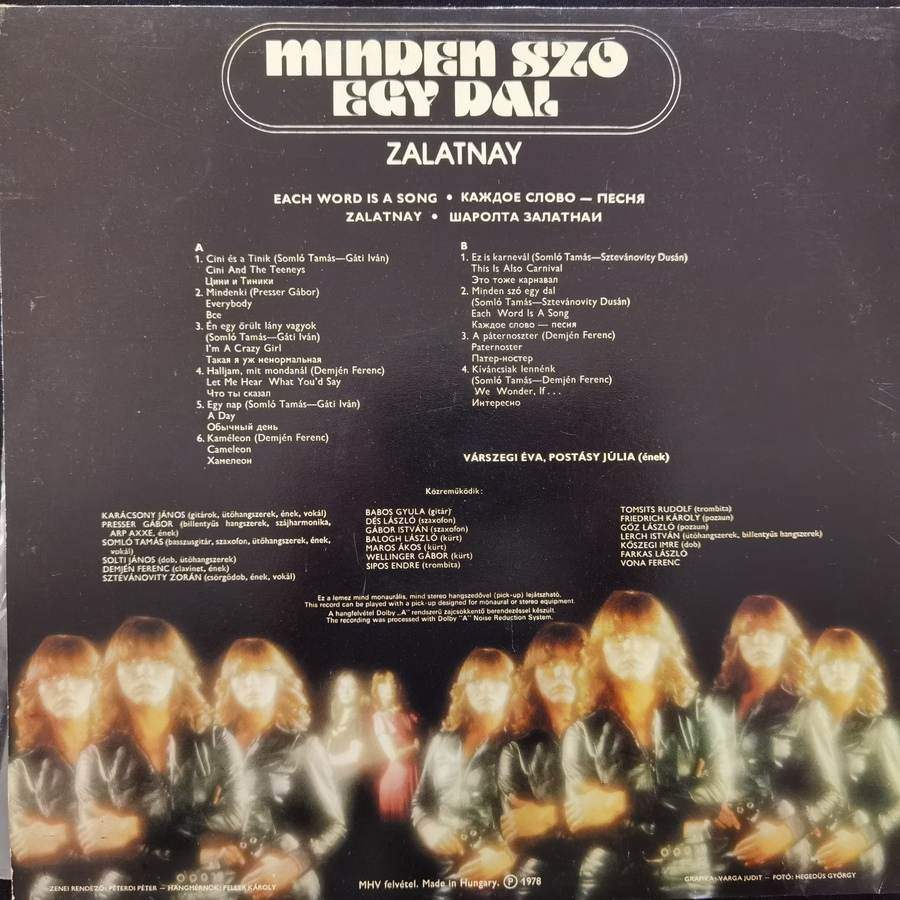 MINDEN SZÓ
EGY DAL
ZALATNAY
EACH WORD IS A SONG • КАЖДОЕ СЛОВО — ПЕСНЯ
ZALATNAY • ШАРОЛТА ЗАЛАТНАИ
A
1. Cini és a Tinik (Somló Tamás—Gáti Iván)
Cini And The Teeneys
Цини и Тиники
2. Mindenki (Presser Gábor)
Everybody
Все
3. Én egy őrült lány vagyok
(Somló Tamás—Gáti Iván)
I'm A Crazy Girl
Такая я уж ненормальная
4. Halljam, mit mondanál (Demjén Ferenc)
Let Me Hear What You'd Say
Что ты сказал
5. Egy nap (Somló Tamás—Gáti Iván)
A Day
Обычный день
6. Kaméleon (Demjén Ferenc)
Cameleon
Хамелеон
B
1. Ez is karnevál (Somló Tamás—Sztevánovity Dusán)
This Is Also Carnival
Это тоже карнавал
2. Minden szó egy dal
(Somló Tamás—Sztevánovity Dusán)
Each Word Is A Song
Каждое слово — песня
3. A páternoszter (Demjén Ferenc)
Paternoster
Патер-ностер
4. Kíváncsiak lennénk
(Somló Tamás—Demjén Ferenc)
We Wonder, If...
Интересно
VÁRSZEGI ÉVA, POSTÁSY JÚLIA (ének)
Közreműködik:
KARÁCSONY JÁNOS (gitárok, ütőhangszerek, ének, vokál)
PRESSER GÁBOR (billentyűs hangszerek, szájharmonika,
ARP AXXE, ének)
SOMLÓ TAMÁS (basszusgitár, szaxofon, ütőhangszerek, ének,
vokál)
SOLTI JÁNOS (dob, ütőhangszerek)
DEMJÉN FERENC (clavinet, ének)
SZTEVÁNOVITY ZORÁN (csörgődob, ének, vokál)
BABOS GYULA (gitár)
DÉS LÁSZLÓ (szaxofon)
GÁBOR ISTVÁN (szaxofon)
BALOGH LÁSZLÓ (kürt)
MAROS ÁKOS (kürt)
WELLINGER GÁBOR (kürt)
SIPOS ENDRE (trombita)
TOMSITS RUDOLF (trombita)
FRIEDRICH KÁROLY (pozaun)
GŐZ LÁSZLÓ (pozaun)
LERCH ISTVÁN (ütőhangszerek, billentyűs hangszerek)
KŐSZEGI IMRE (dob)
FARKAS LÁSZLÓ
VONA FERENC
Ez a lemez mind monaurális, mind stereo hangszedővel (pick-up) lejátszható.
This record can be played with a pick-up designed for monaural or stereo equipment.
A hangfelvétel Dolby „A" rendszerű zajcsökkentő berendezéssel készült.
The recording was processed with Dolby "A" Noise Reduction System.
ZENEI RENDEZŐ: PÉTERDI PÉTER — HANGMÉRNÖK: FELLER KÁROLY
MHV felvétel. Made in Hungary. Ⓟ 1978
GRAFIKA: VARGA JUDIT — FOTÓ: HEGEDŰS GYÖRGY